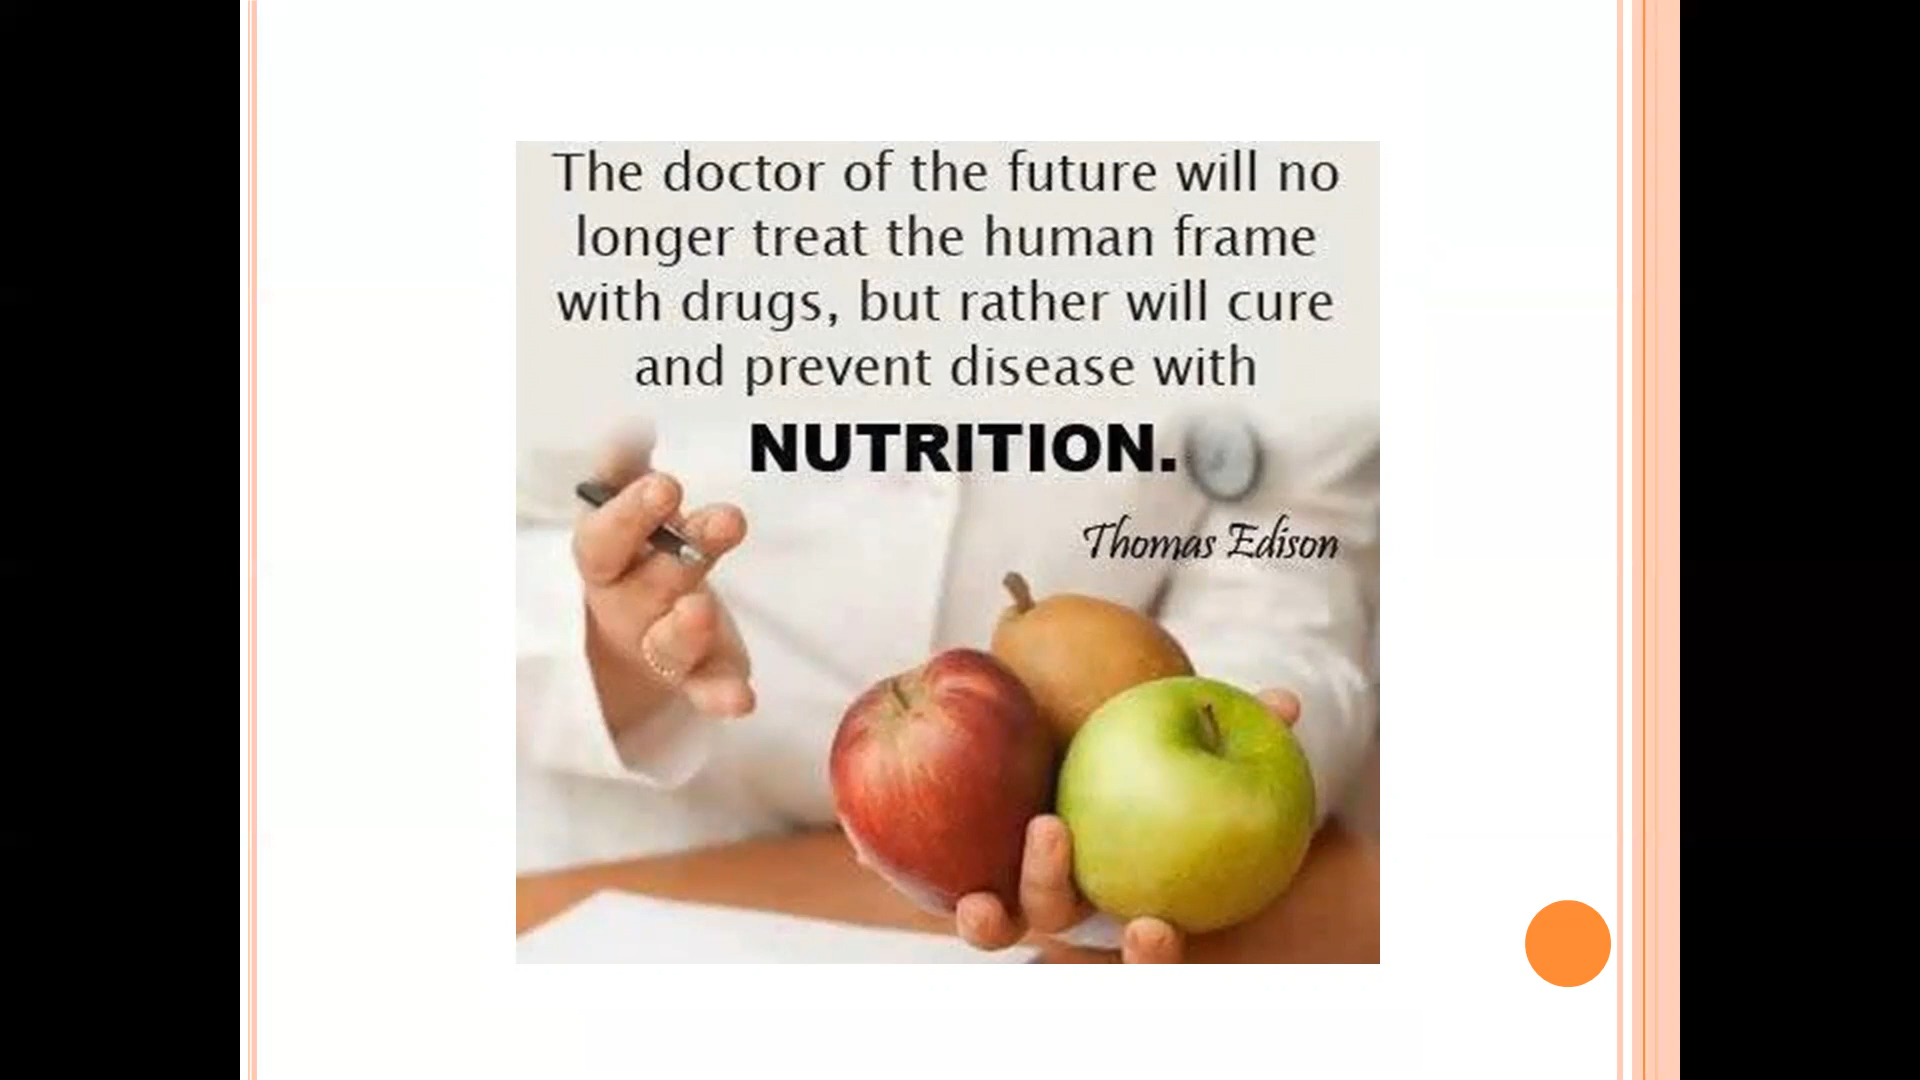 The doctor of the future will no
longer treat the human frame
with drugs, but rather will cure
and prevent disease with
NUTRITION.
Thomas Edison